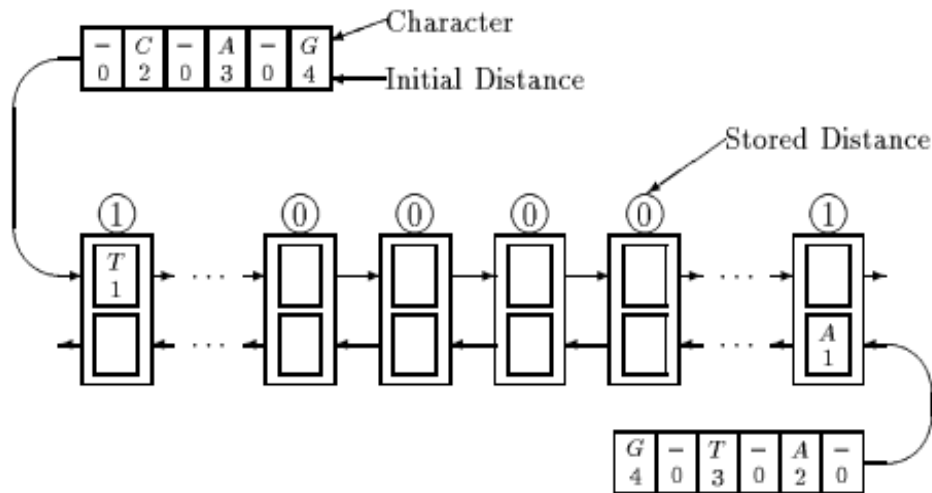 Character
– C – A – G
0 2 0 3 0 4
Initial Distance
Stored Distance
1 0 0 0 0 1
T
1
··· ···
··· ···
A
1
G – T – A –
4 0 3 0 2 0